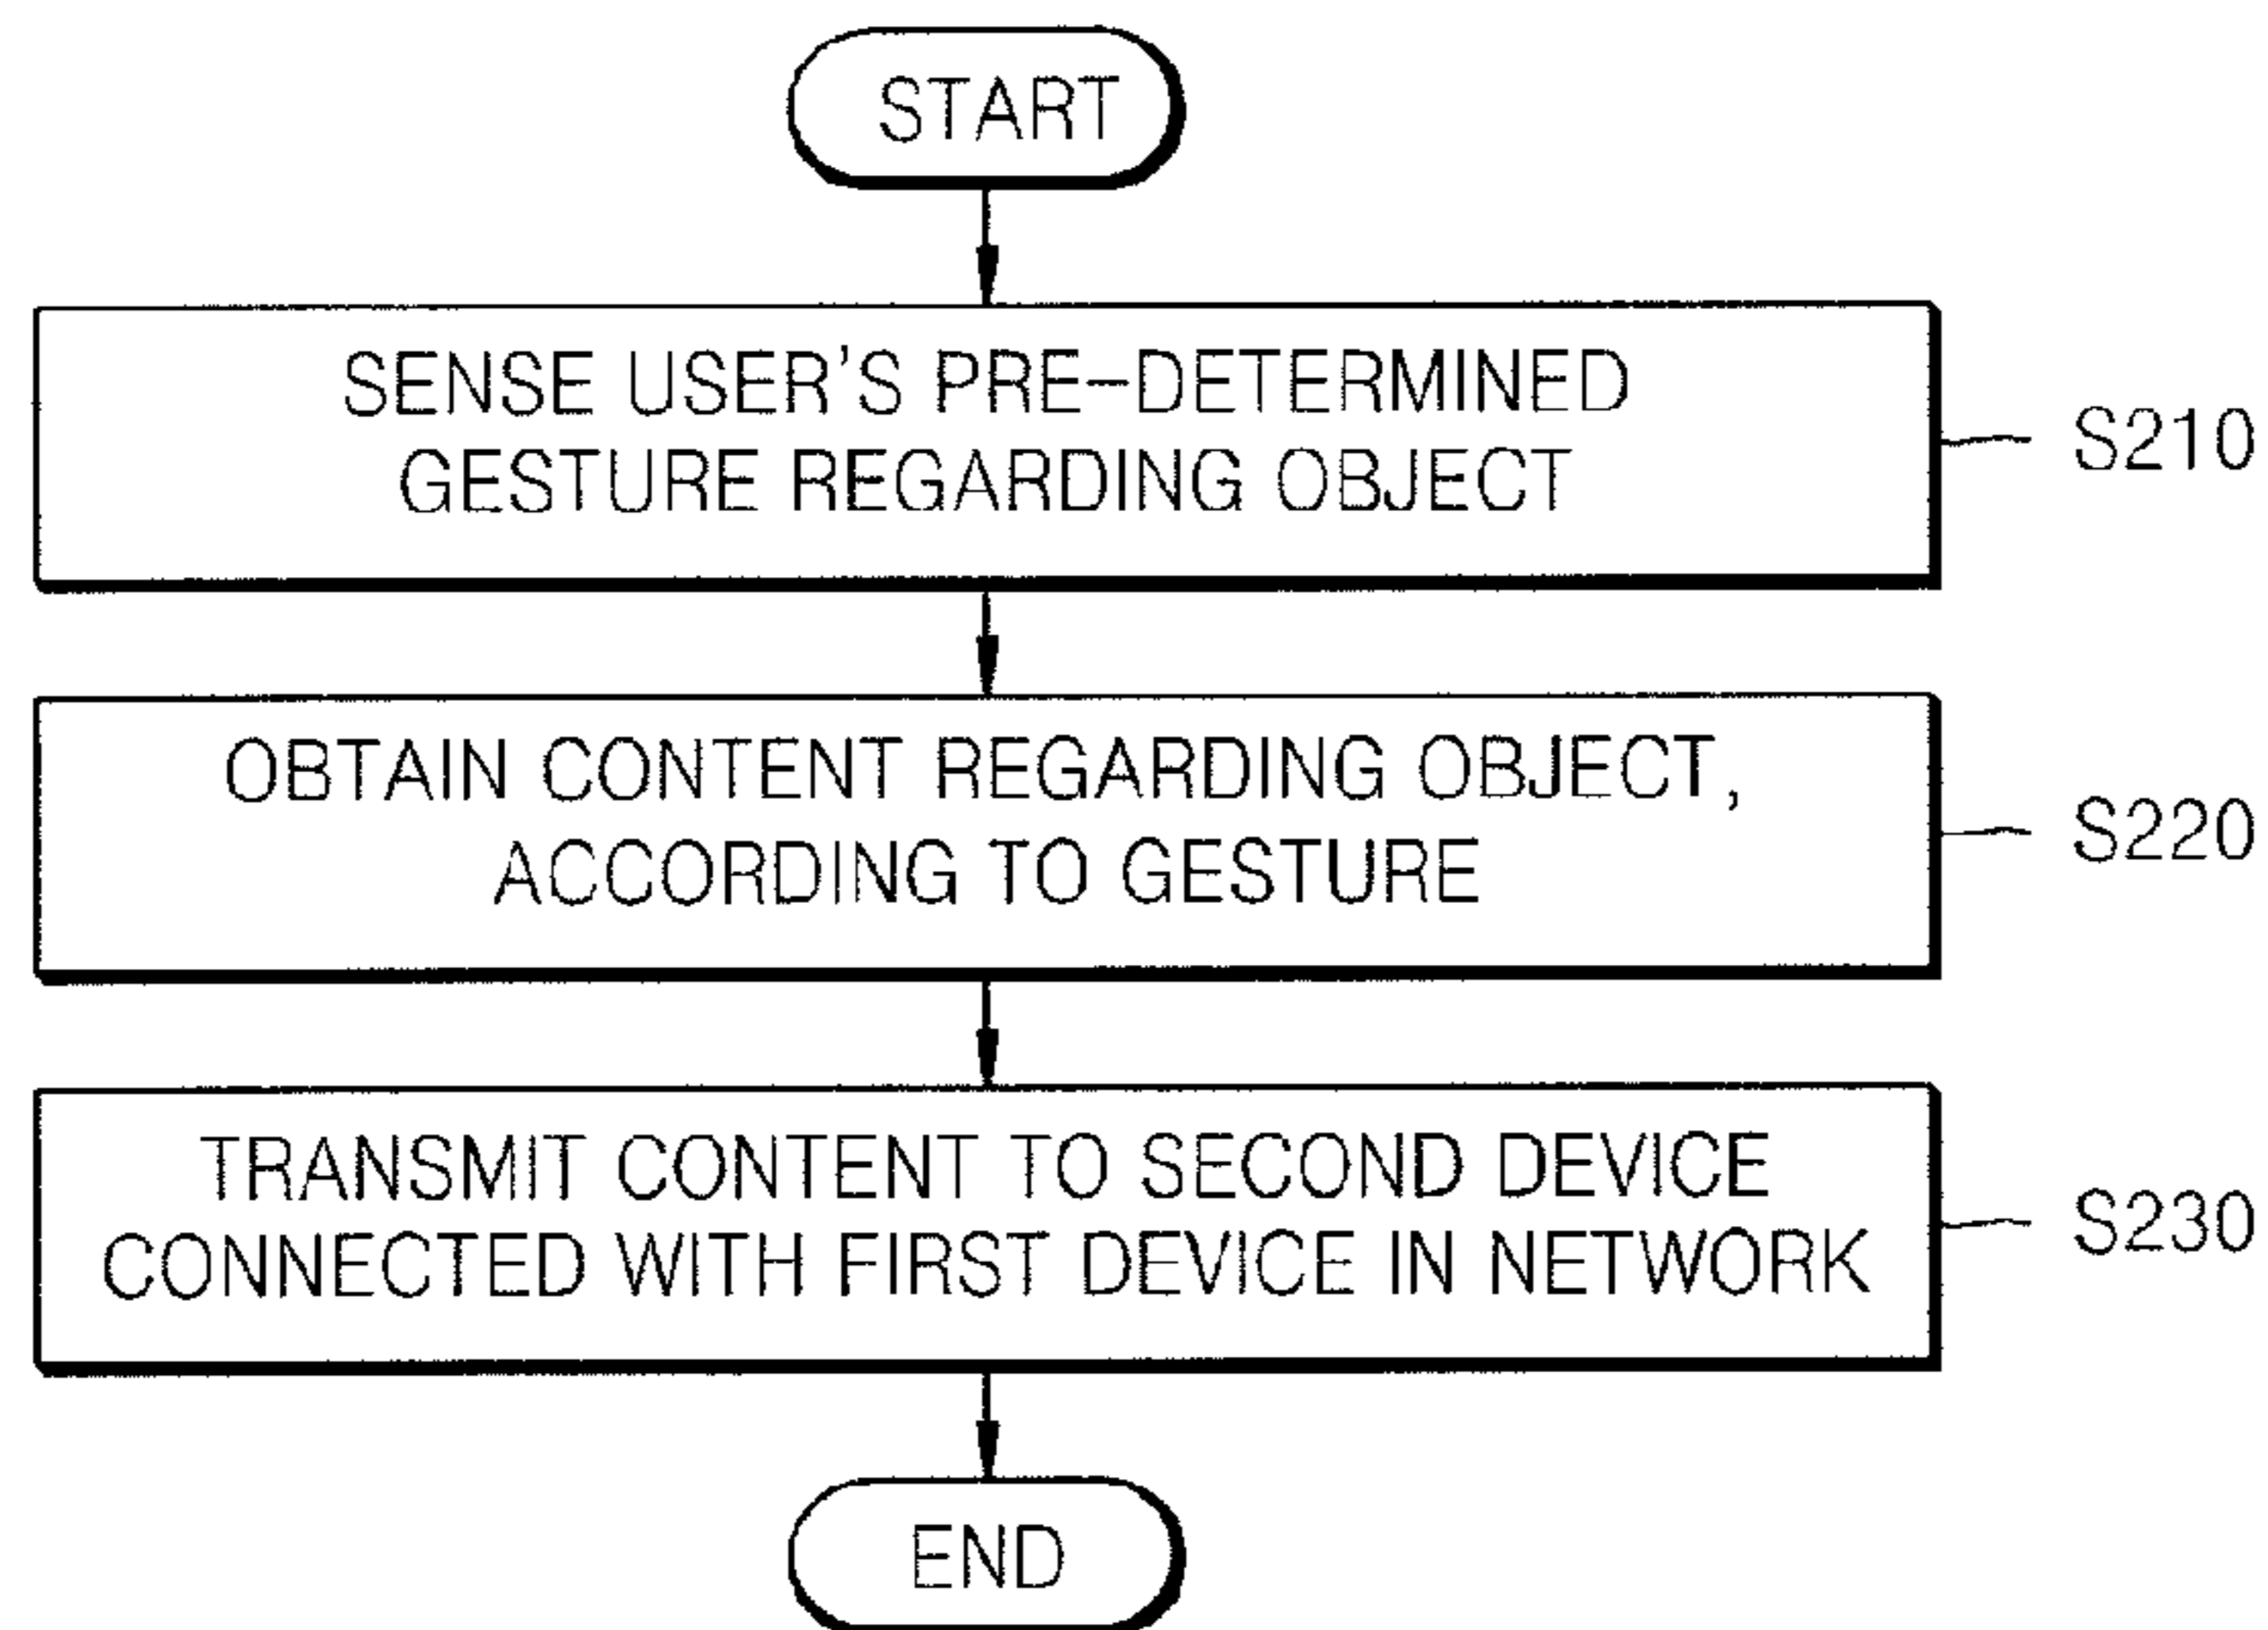 START
SENSE USER'S PRE-DETERMINED
GESTURE REGARDING OBJECT
S210
OBTAIN CONTENT REGARDING OBJECT,
ACCORDING TO GESTURE
S220
TRANSMIT CONTENT TO SECOND DEVICE
CONNECTED WITH FIRST DEVICE IN NETWORK
S230
END